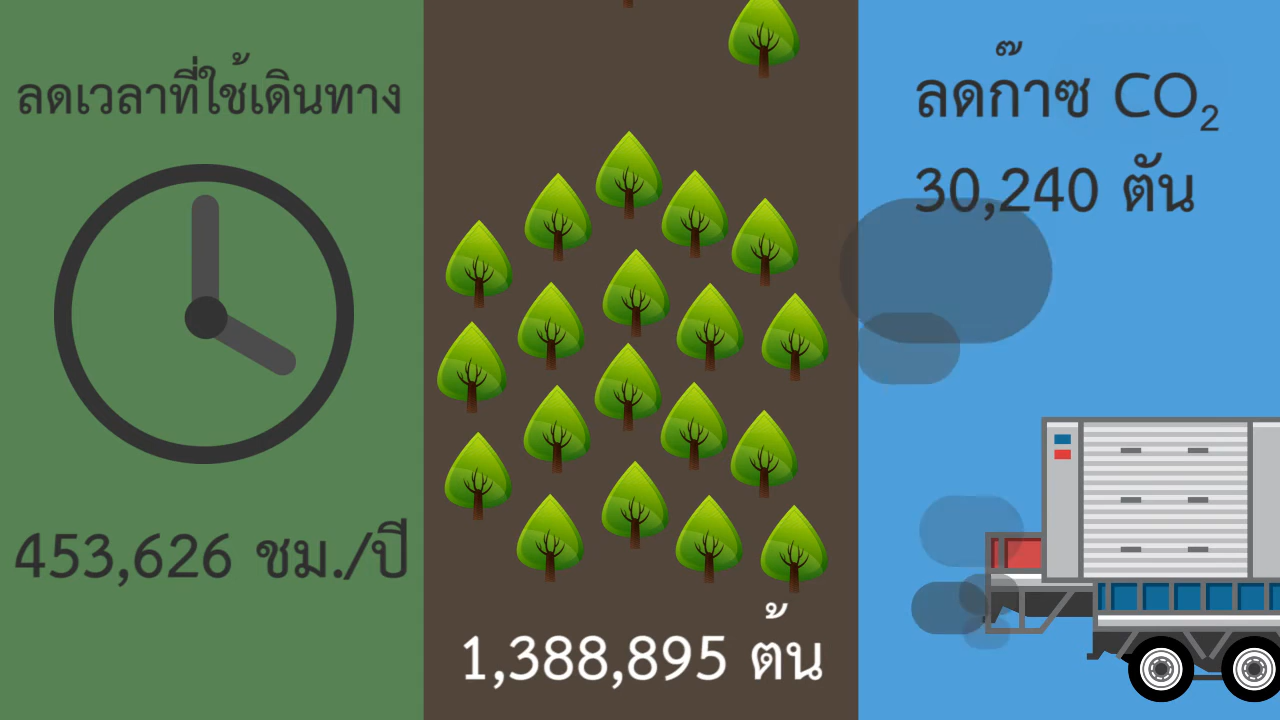 ลดเวลาที่ใช้เดินทาง
453,626 ชม./ปี
1,388,895 ต้น
ลดก๊าซ CO₂
30,240 ตัน